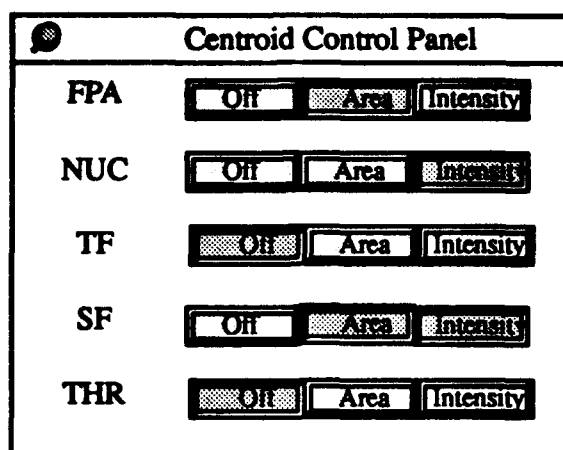 Centroid Control Panel
FPA Off Area Intensity
NUC Off Area Intensity
TF Off Area Intensity
SF Off Area Intensity
THR Off Area Intensity